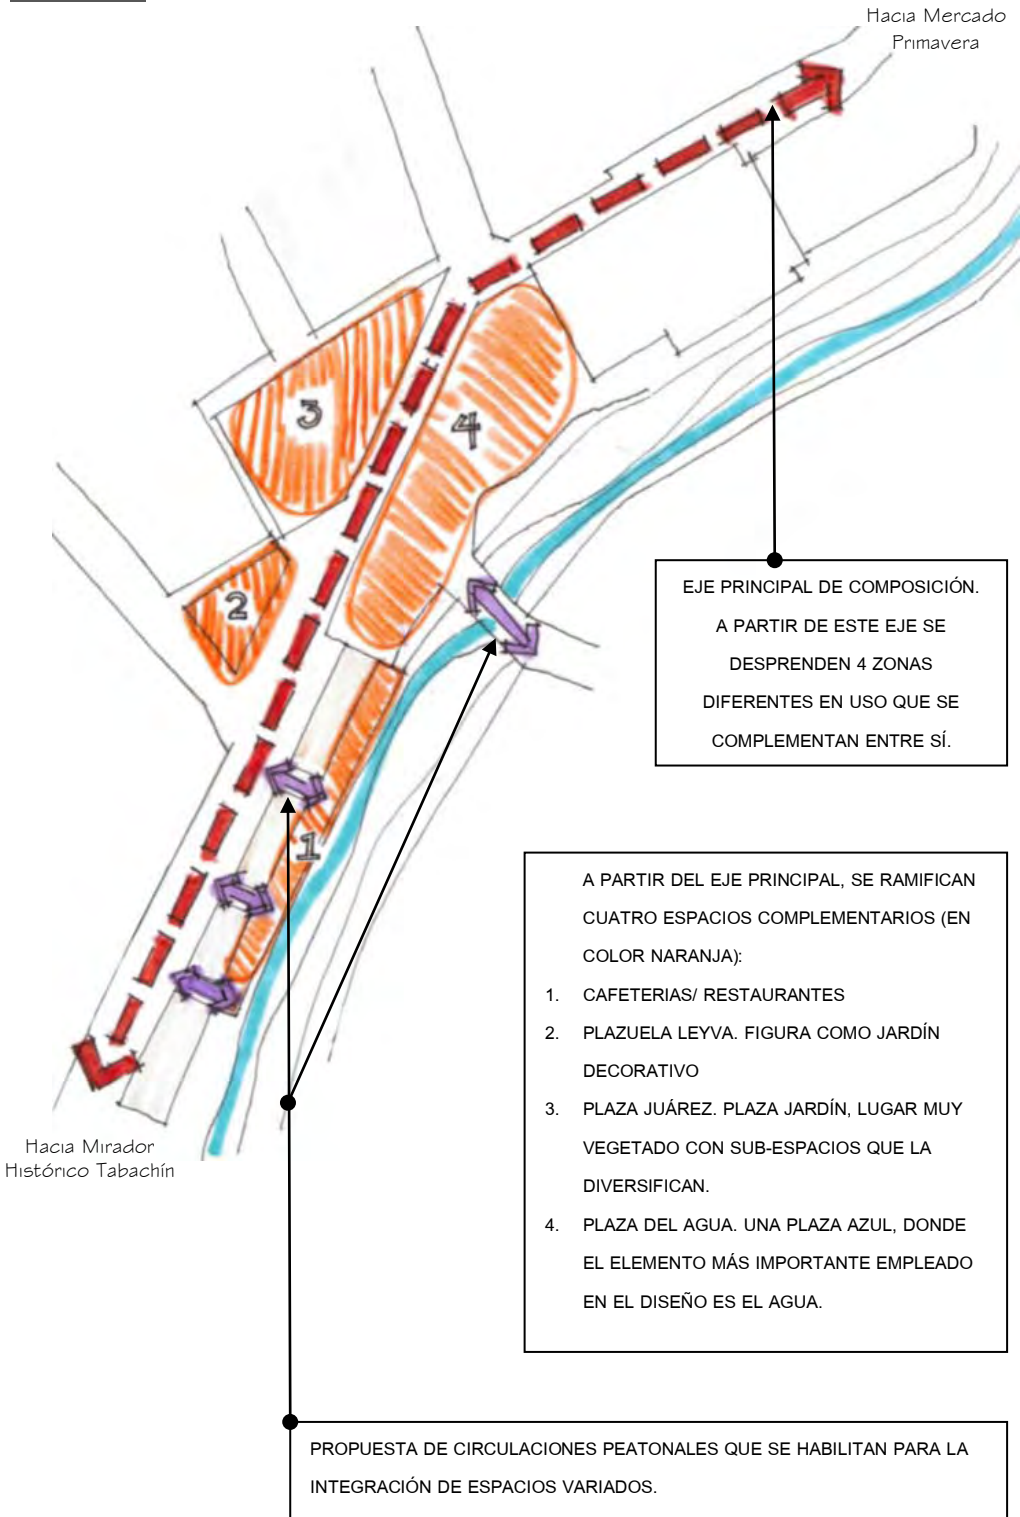 Hacia Mercado
Primavera
3
4
2
1
EJE PRINCIPAL DE COMPOSICIÓN.
A PARTIR DE ESTE EJE SE
DESPRENDEN 4 ZONAS
DIFERENTES EN USO QUE SE
COMPLEMENTAN ENTRE SÍ.
A PARTIR DEL EJE PRINCIPAL, SE RAMIFICAN
CUATRO ESPACIOS COMPLEMENTARIOS (EN
COLOR NARANJA):
1. CAFETERIAS/ RESTAURANTES
2. PLAZUELA LEYVA. FIGURA COMO JARDÍN
DECORATIVO
3. PLAZA JUÁREZ. PLAZA JARDÍN, LUGAR MUY
VEGETADO CON SUB-ESPACIOS QUE LA
DIVERSIFICAN.
4. PLAZA DEL AGUA. UNA PLAZA AZUL, DONDE
EL ELEMENTO MÁS IMPORTANTE EMPLEADO
EN EL DISEÑO ES EL AGUA.
Hacia Mirador
Histórico Tabachín
PROPUESTA DE CIRCULACIONES PEATONALES QUE SE HABILITAN PARA LA
INTEGRACIÓN DE ESPACIOS VARIADOS.